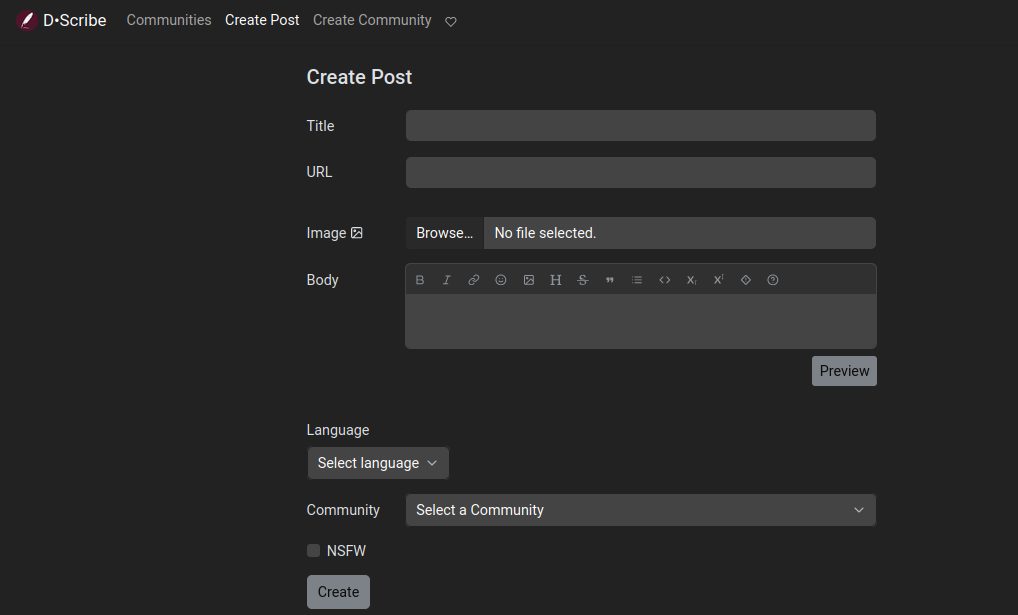 D•Scribe Communities Create Post Create Community
Create Post
Title
URL
Image
Browse... No file selected.
Body
Preview
Language
Select language
Community
Select a Community
NSFW
Create